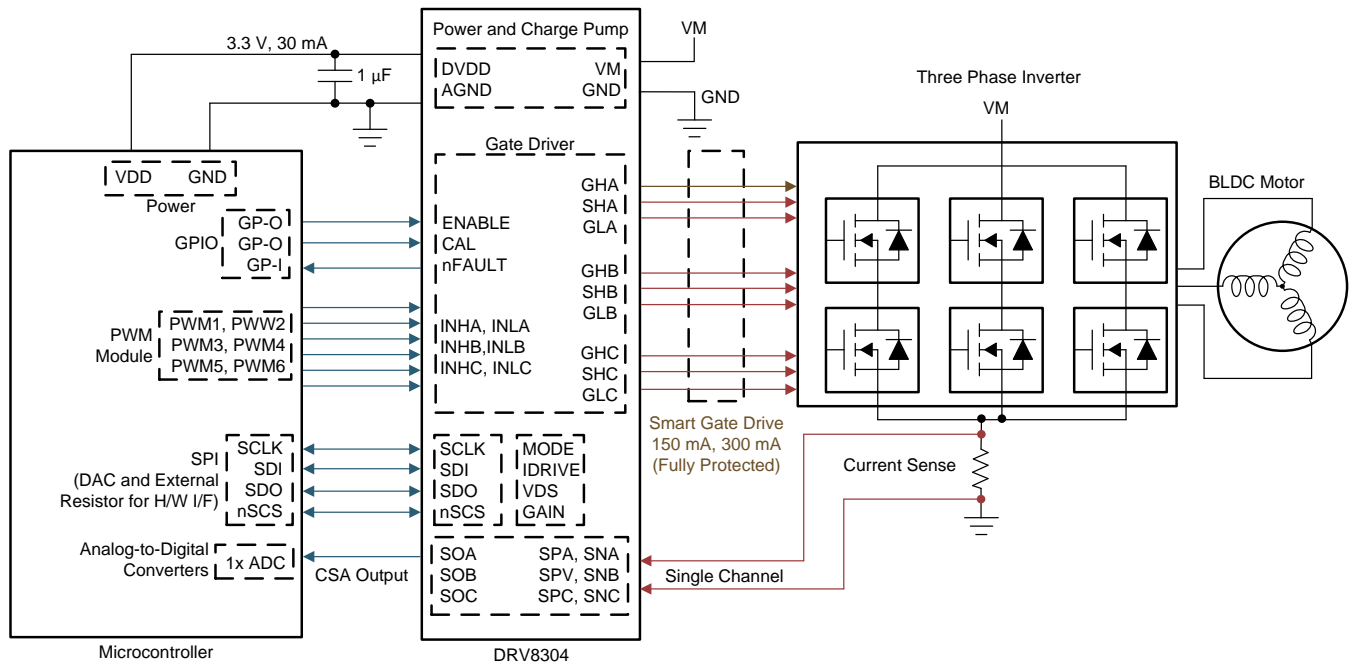 Power and Charge Pump
VM
3.3 V, 30 mA
1 µF
DVDD
AGND
VM
GND
GND
Three Phase Inverter
VM
BLDC Motor
VDD
GND
Power
GPIO
GP-O
GP-O
GP-I
Gate Driver
ENABLE
CAL
nFAULT
GHA
SHA
GLA
GHB
SHB
GLB
GHC
SHC
GLC
PWM
Module
PWM1, PWW2
PWM3, PWM4
PWM5, PWM6
INHA, INLA
INHB,INLB
INHC, INLC
Smart Gate Drive
150 mA, 300 mA
(Fully Protected)
Current Sense
SPI
(DAC and External
Resistor for H/W I/F)
SCLK
SDI
SDO
nSCS
SCLK
SDI
SDO
nSCS
MODE
IDRIVE
VDS
GAIN
Analog-to-Digital
Converters
1x ADC
CSA Output
SOA
SOB
SOC
SPA, SNA
SPV, SNB
SPC, SNC
Single Channel
Microcontroller
DRV8304